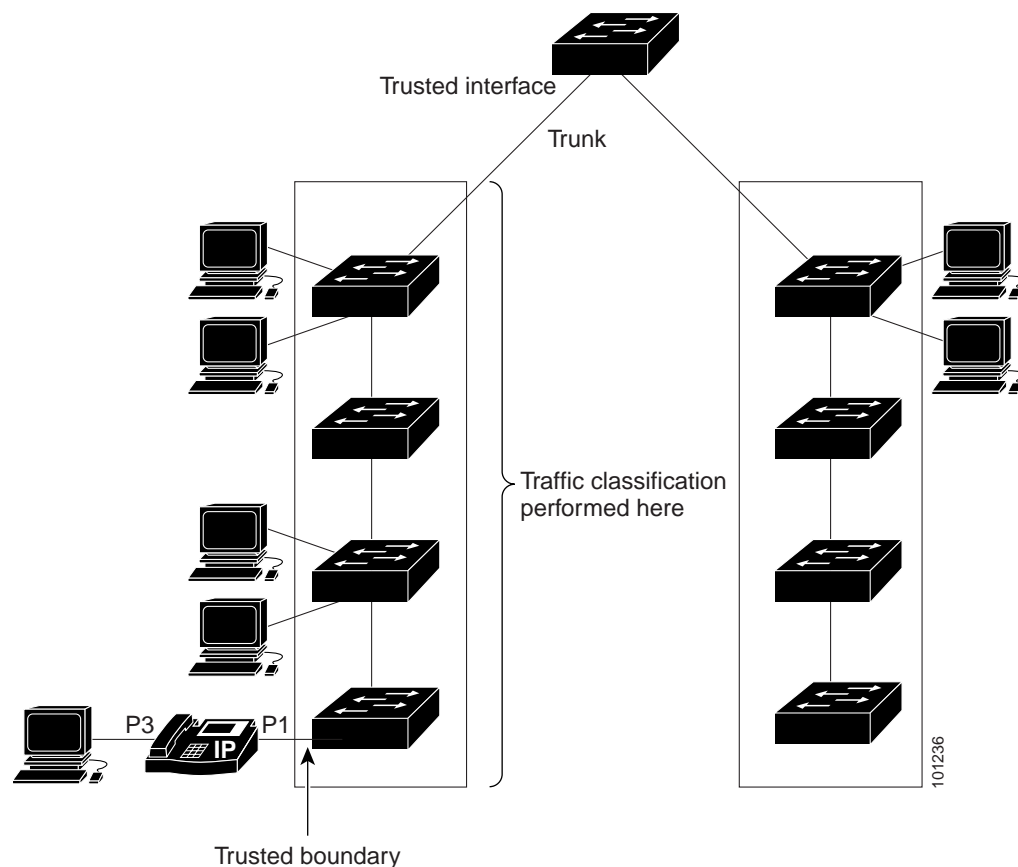 Trusted interface
Trunk
Traffic classification
performed here
P3
IP
P1
101236
Trusted boundary